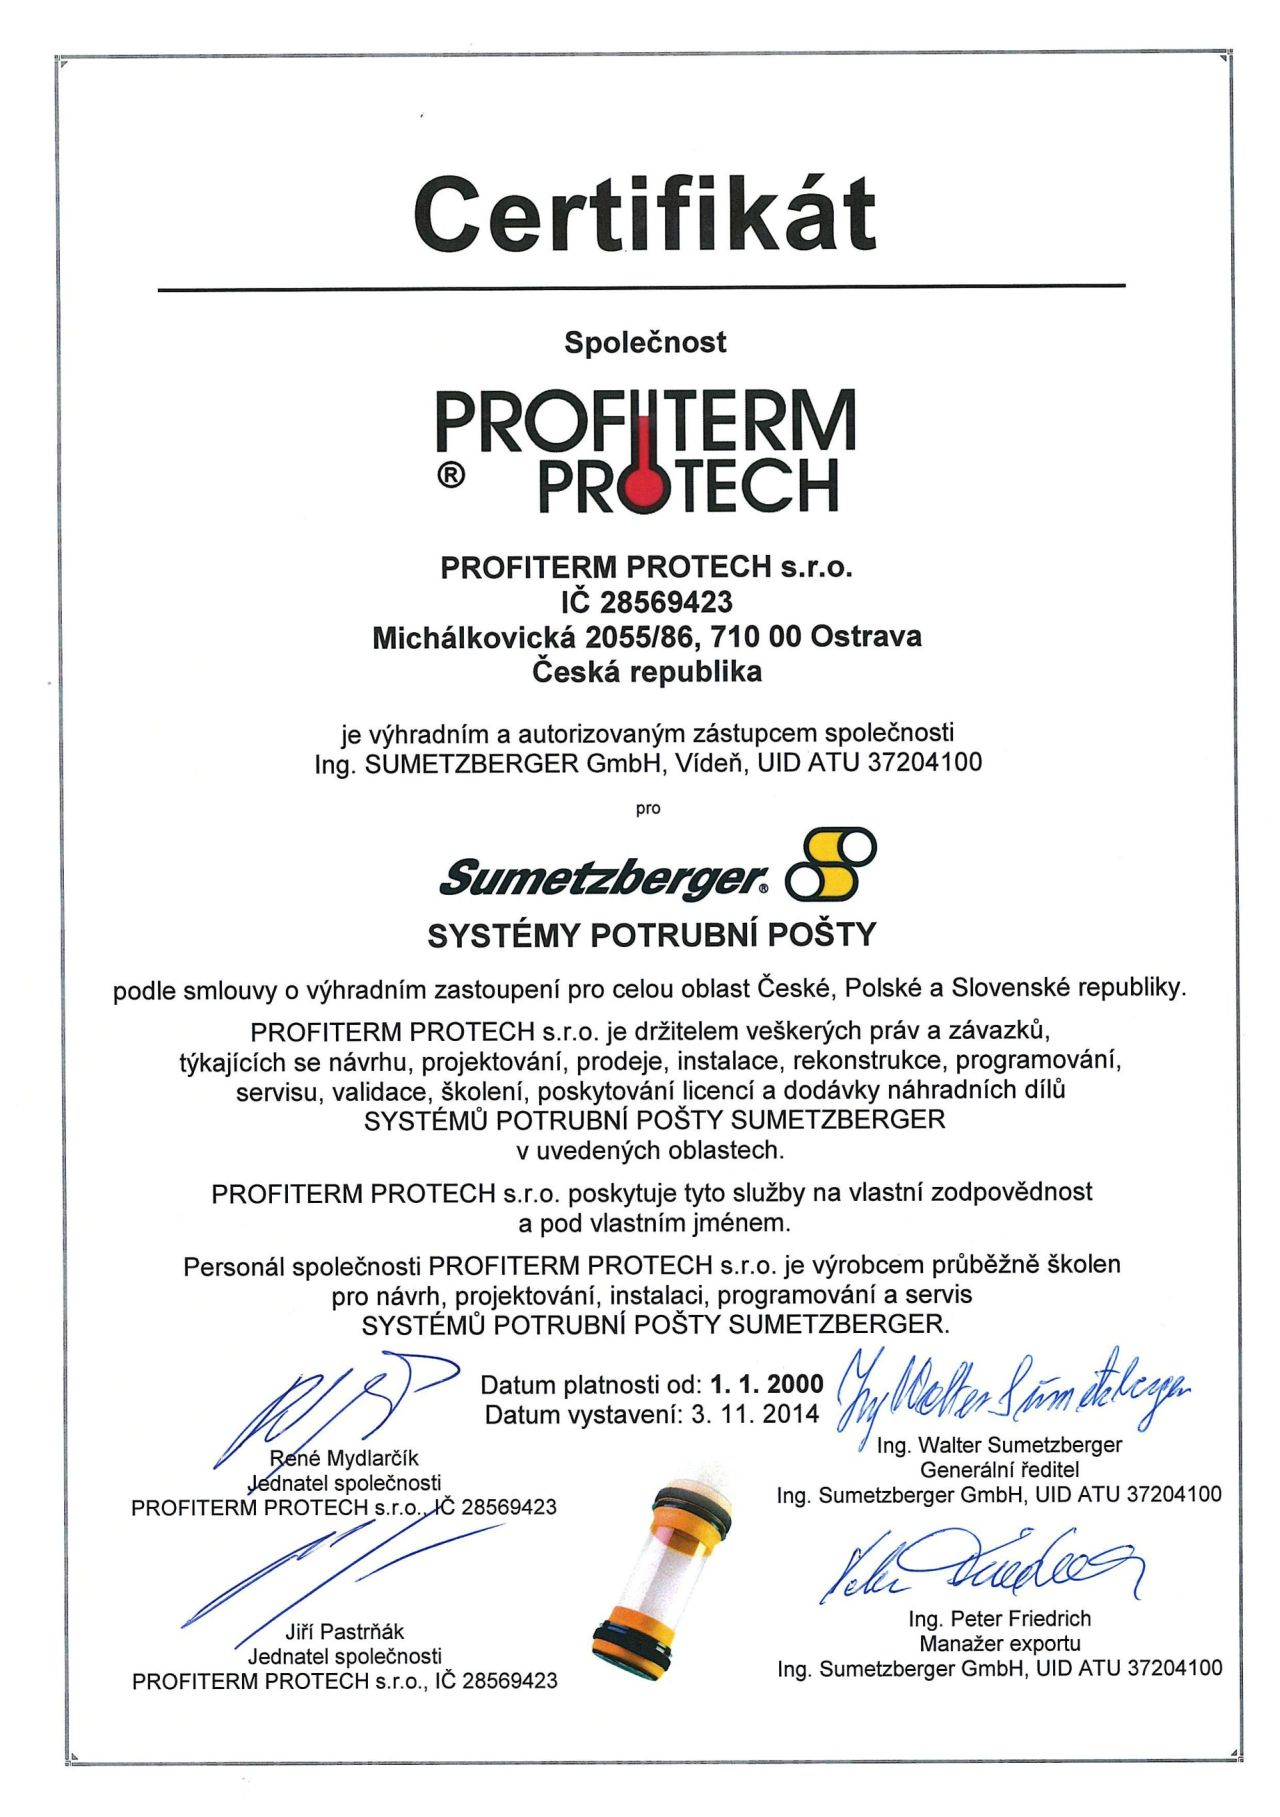 Certifikát
Společnost
PROFITERM
® PROTECH
PROFITERM PROTECH s.r.o.
IČ 28569423
Michálkovická 2055/86, 710 00 Ostrava
Česká republika
je výhradním a autorizovaným zástupcem společnosti
Ing. SUMETZBERGER GmbH, Vídeň, UID ATU 37204100
pro
Sumetzberger®
SYSTÉMY POTRUBNÍ POŠTY
podle smlouvy o výhradním zastoupení pro celou oblast České, Polské a Slovenské republiky.
PROFITERM PROTECH s.r.o. je držitelem veškerých práv a závazků,
týkajících se návrhu, projektování, prodeje, instalace, rekonstrukce, programování,
servisu, validace, školení, poskytování licencí a dodávky náhradních dílů
SYSTÉMŮ POTRUBNÍ POŠTY SUMETZBERGER
v uvedených oblastech.
PROFITERM PROTECH s.r.o. poskytuje tyto služby na vlastní zodpovědnost
a pod vlastním jménem.
Personál společnosti PROFITERM PROTECH s.r.o. je výrobcem průběžně školen
pro návrh, projektování, instalaci, programování a servis
SYSTÉMŮ POTRUBNÍ POŠTY SUMETZBERGER.
Datum platnosti od: 1. 1. 2000
Datum vystavení: 3. 11. 2014
Ing Walter Sumetzberger
René Mydlarčík
Jednatel společnosti
PROFITERM PROTECH s.r.o., IČ 28569423
Ing. Walter Sumetzberger
Generální ředitel
Ing. Sumetzberger GmbH, UID ATU 37204100
Jiří Pastrňák
Jednatel společnosti
PROFITERM PROTECH s.r.o., IČ 28569423
Ing. Peter Friedrich
Manažer exportu
Ing. Sumetzberger GmbH, UID ATU 37204100